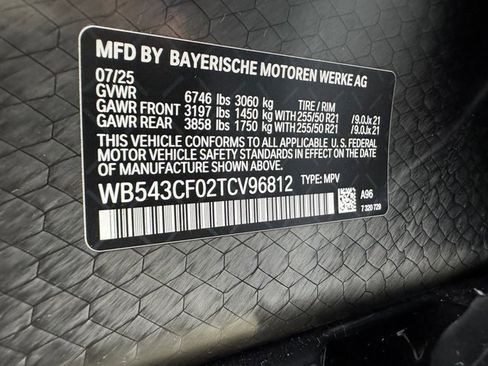 MFD BY BAYERISCHE MOTOREN WERKE AG
07/25
GVWR 6746 lbs 3060 kg TIRE / RIM
GAWR FRONT 3197 lbs 1450 kg WITH 255/50 R21 /9.0Jx21
GAWR REAR 3858 lbs 1750 kg WITH 255/50 R21 /9.0Jx21
THIS VEHICLE CONFORMS TO ALL APPLICABLE U. S. FEDERAL
MOTOR VEHICLE SAFETY STANDARDS IN EFFECT ON THE DATE OF
MANUFACTURE SHOWN ABOVE.
WB543CF02TCV96812 TYPE: MPV
A96
7 320 729